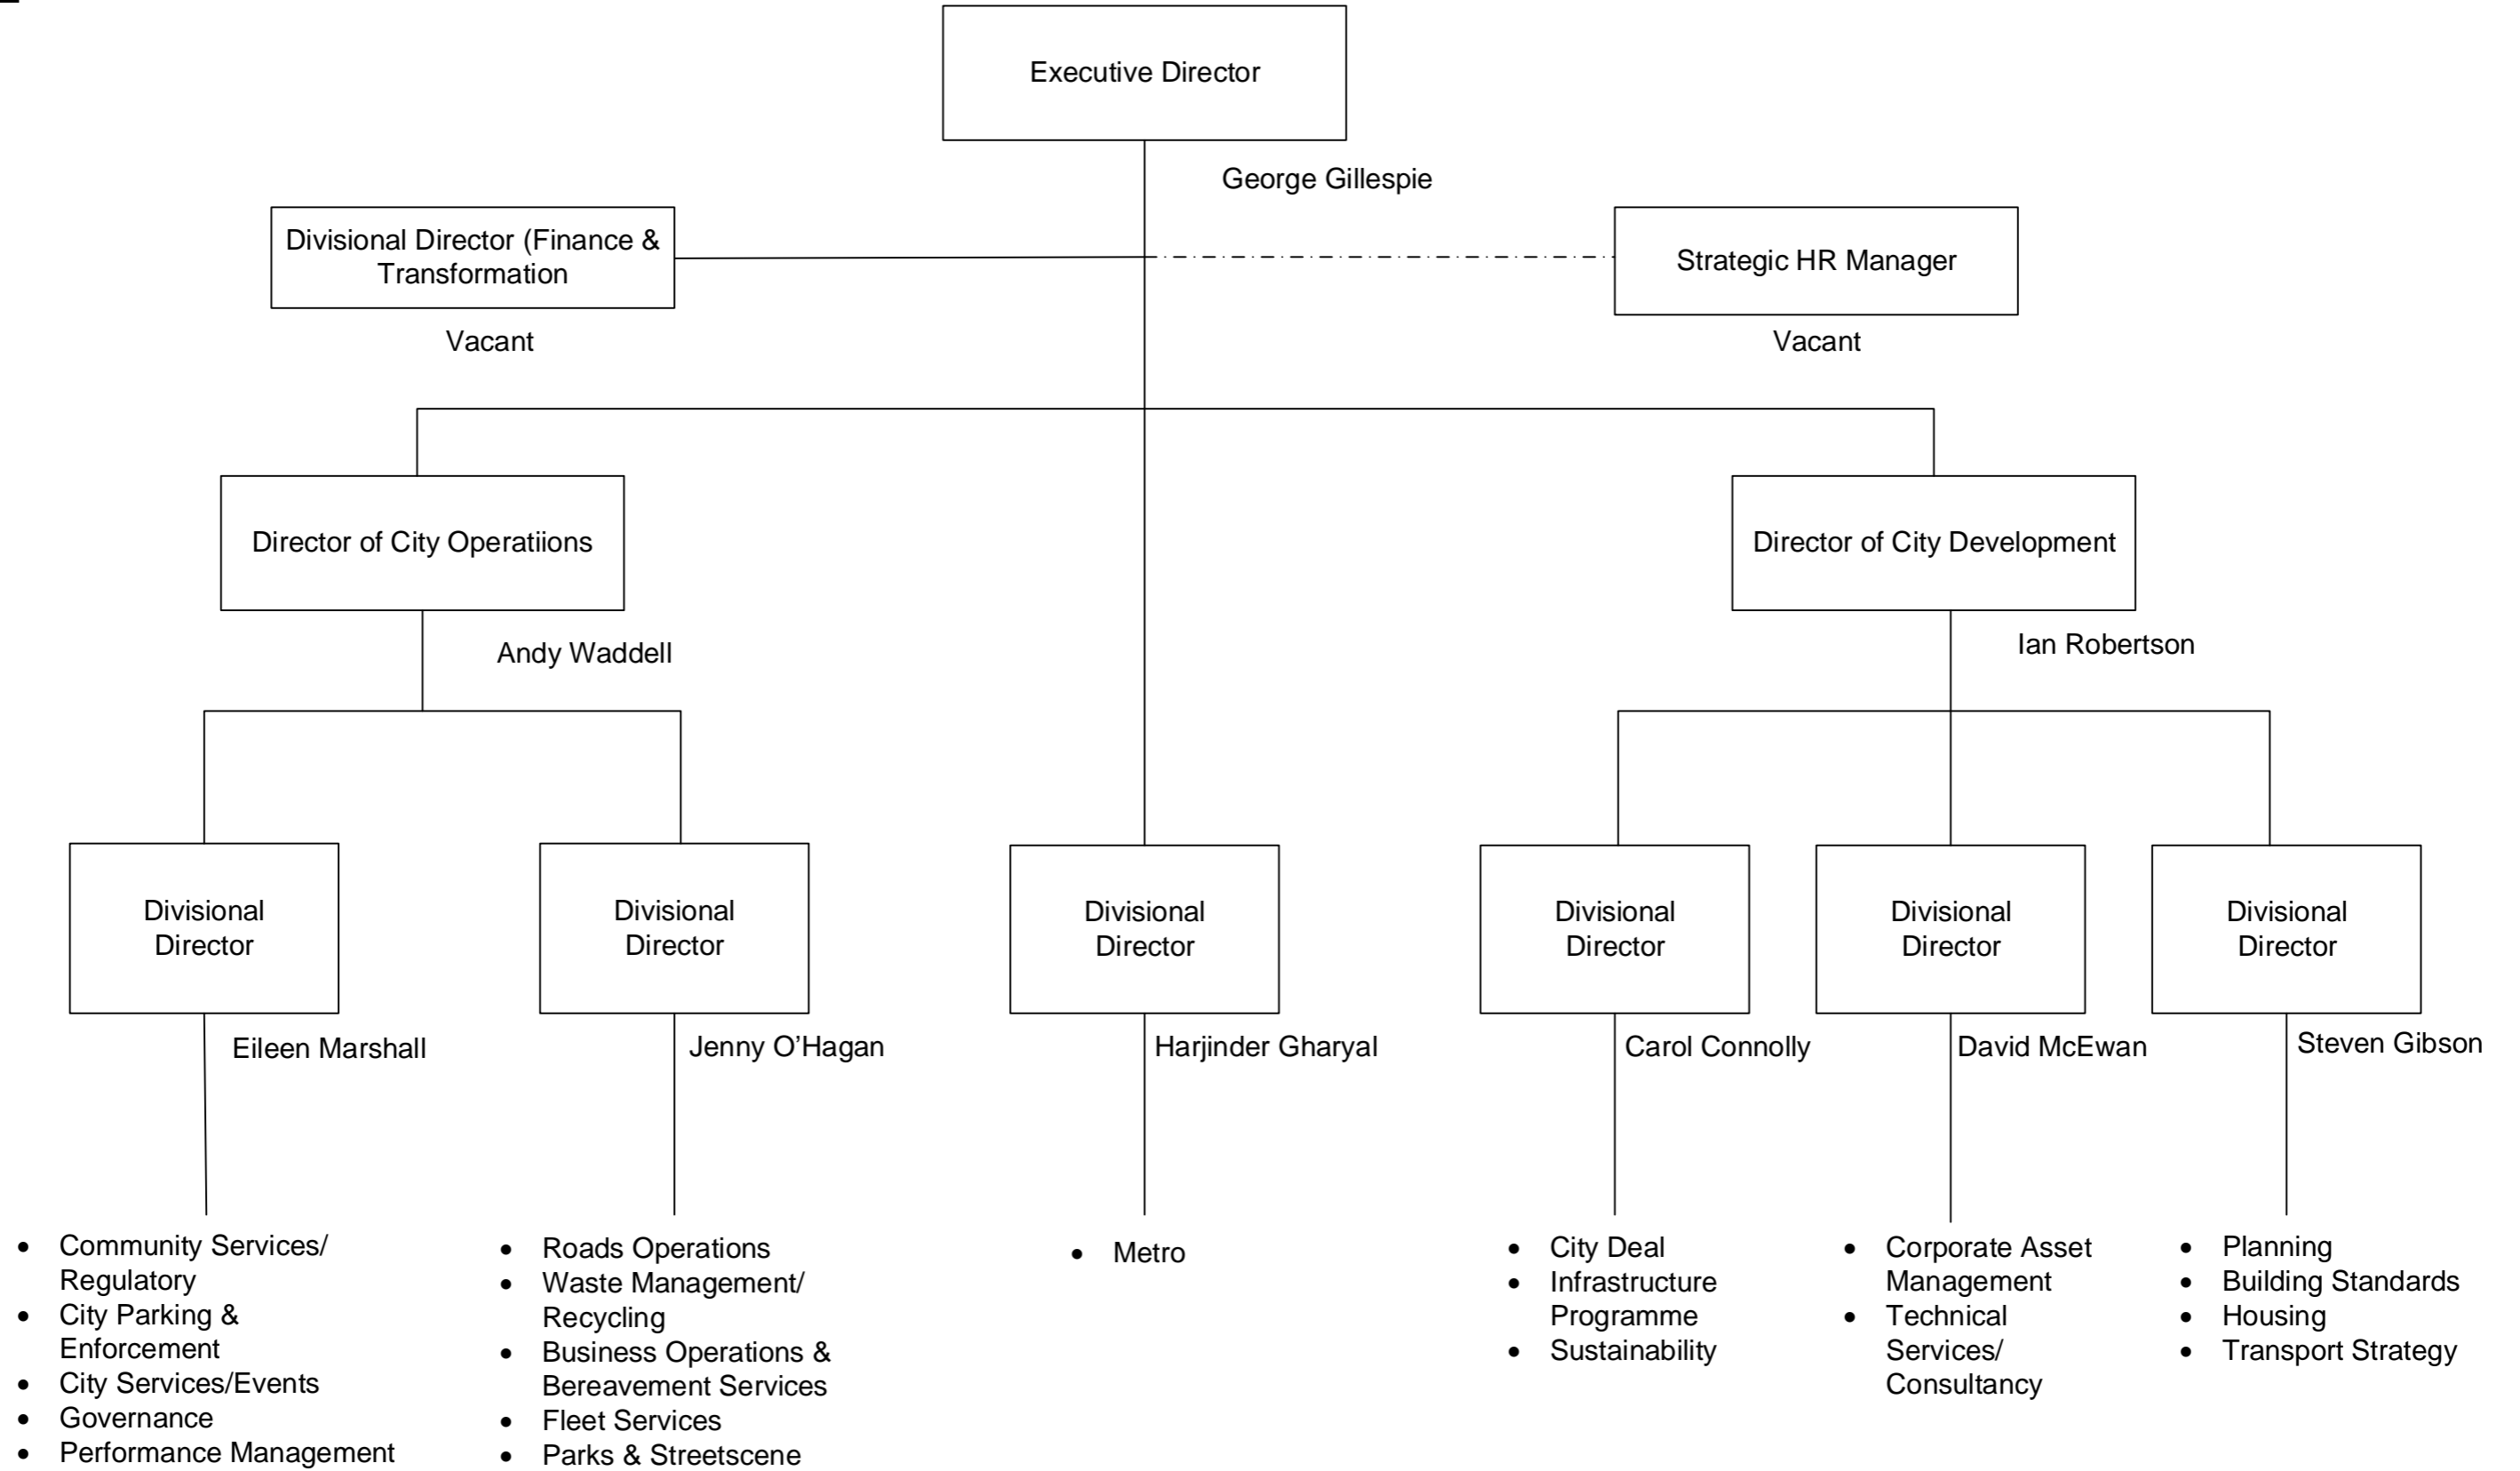 Executive Director
George Gillespie
Divisional Director (Finance &
Transformation
Vacant
Strategic HR Manager
Vacant
Director of City Operatiions
Andy Waddell
Director of City Development
Ian Robertson
Divisional
Director
Eileen Marshall
Divisional
Director
Jenny O’Hagan
Divisional
Director
Harjinder Gharyal
Divisional
Director
Carol Connolly
Divisional
Director
David McEwan
Divisional
Director
Steven Gibson
• Community Services/
Regulatory
• City Parking &
Enforcement
• City Services/Events
• Governance
• Performance Management
• Roads Operations
• Waste Management/
Recycling
• Business Operations &
Bereavement Services
• Fleet Services
• Parks & Streetscene
• Metro
• City Deal
• Infrastructure
Programme
• Sustainability
• Corporate Asset
Management
• Technical
Services/
Consultancy
• Planning
• Building Standards
• Housing
• Transport Strategy